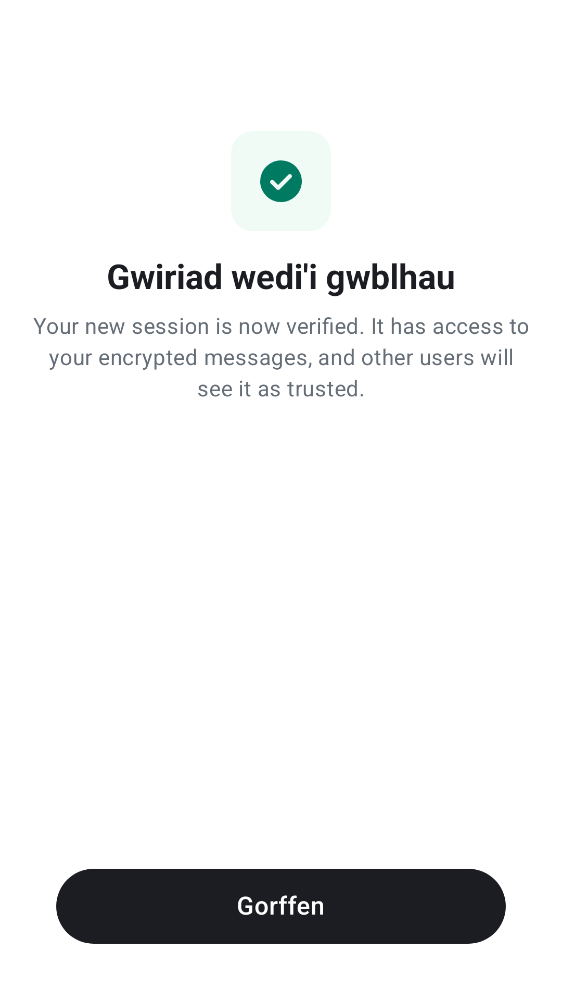 Gwiriad wedi'i gwblhau
Your new session is now verified. It has access to
your encrypted messages, and other users will
see it as trusted.
Gorffen